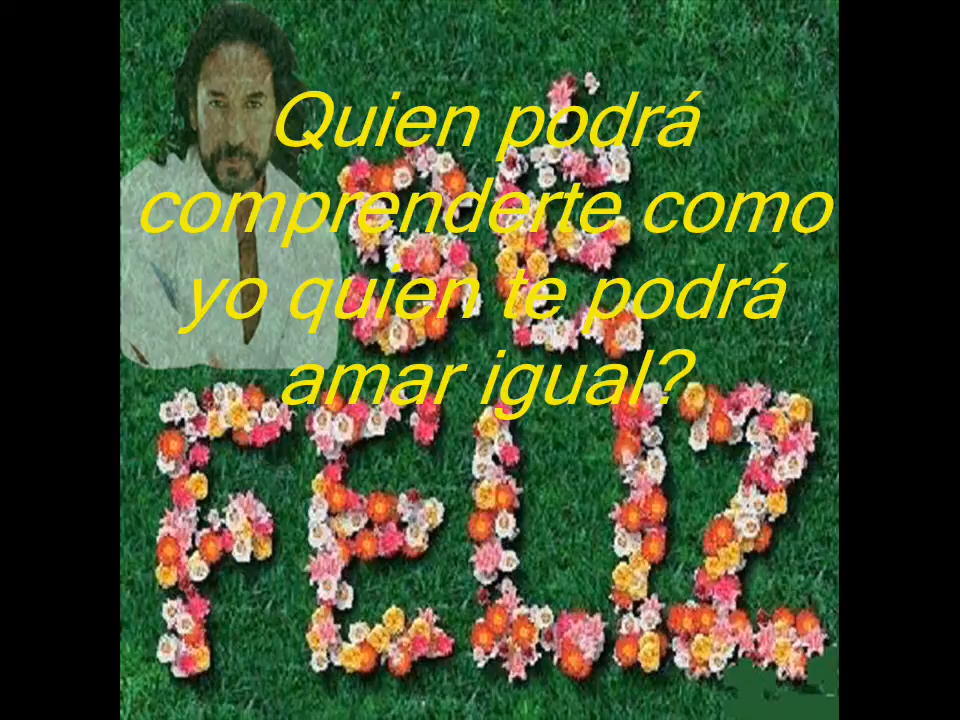 Quien podrá
comprenderte como
yo quien te podrá
amar igual?
SÉ
FELIZ